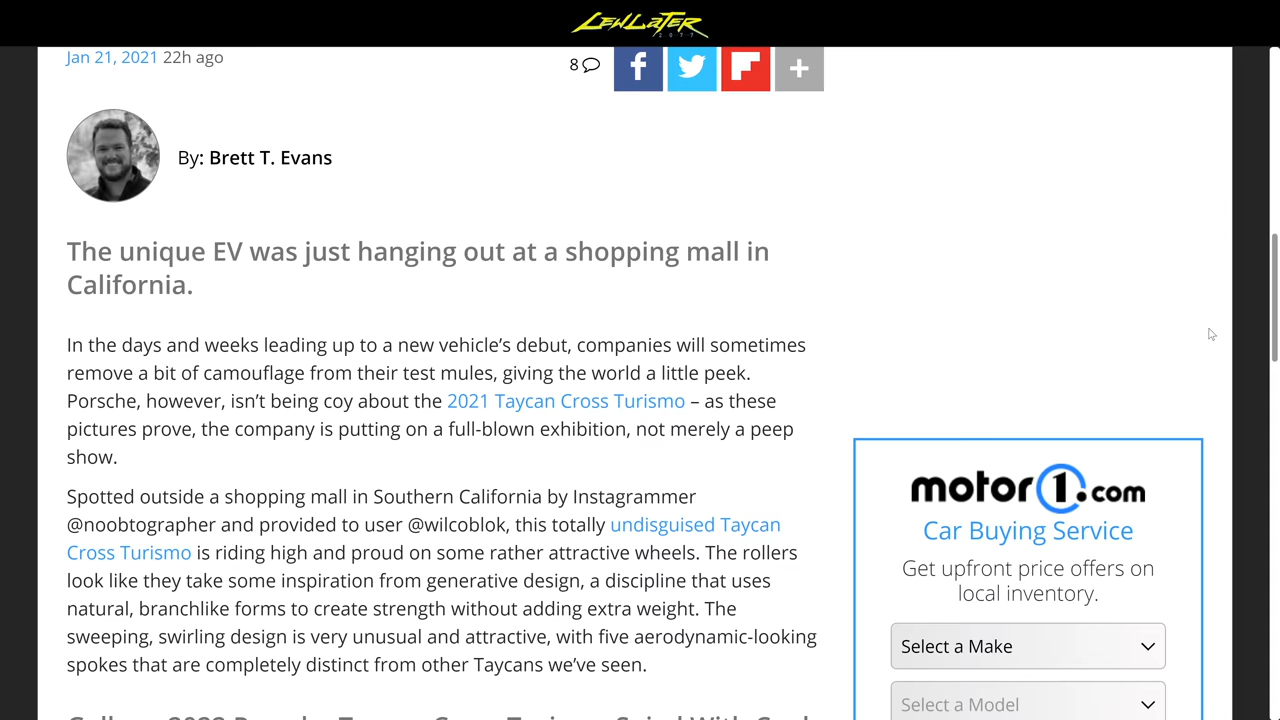 LEWLATER
2077
Jan 21, 2021 22h ago
8
By: Brett T. Evans
The unique EV was just hanging out at a shopping mall in
California.
In the days and weeks leading up to a new vehicle’s debut, companies will sometimes
remove a bit of camouflage from their test mules, giving the world a little peek.
Porsche, however, isn’t being coy about the 2021 Taycan Cross Turismo – as these
pictures prove, the company is putting on a full-blown exhibition, not merely a peep
show.
Spotted outside a shopping mall in Southern California by Instagrammer
@noobtographer and provided to user @wilcoblok, this totally undisguised Taycan
Cross Turismo is riding high and proud on some rather attractive wheels. The rollers
look like they take some inspiration from generative design, a discipline that uses
natural, branchlike forms to create strength without adding extra weight. The
sweeping, swirling design is very unusual and attractive, with five aerodynamic-looking
spokes that are completely distinct from other Taycans we’ve seen.
motor1.com
Car Buying Service
Get upfront price offers on
local inventory.
Select a Make
Select a Model